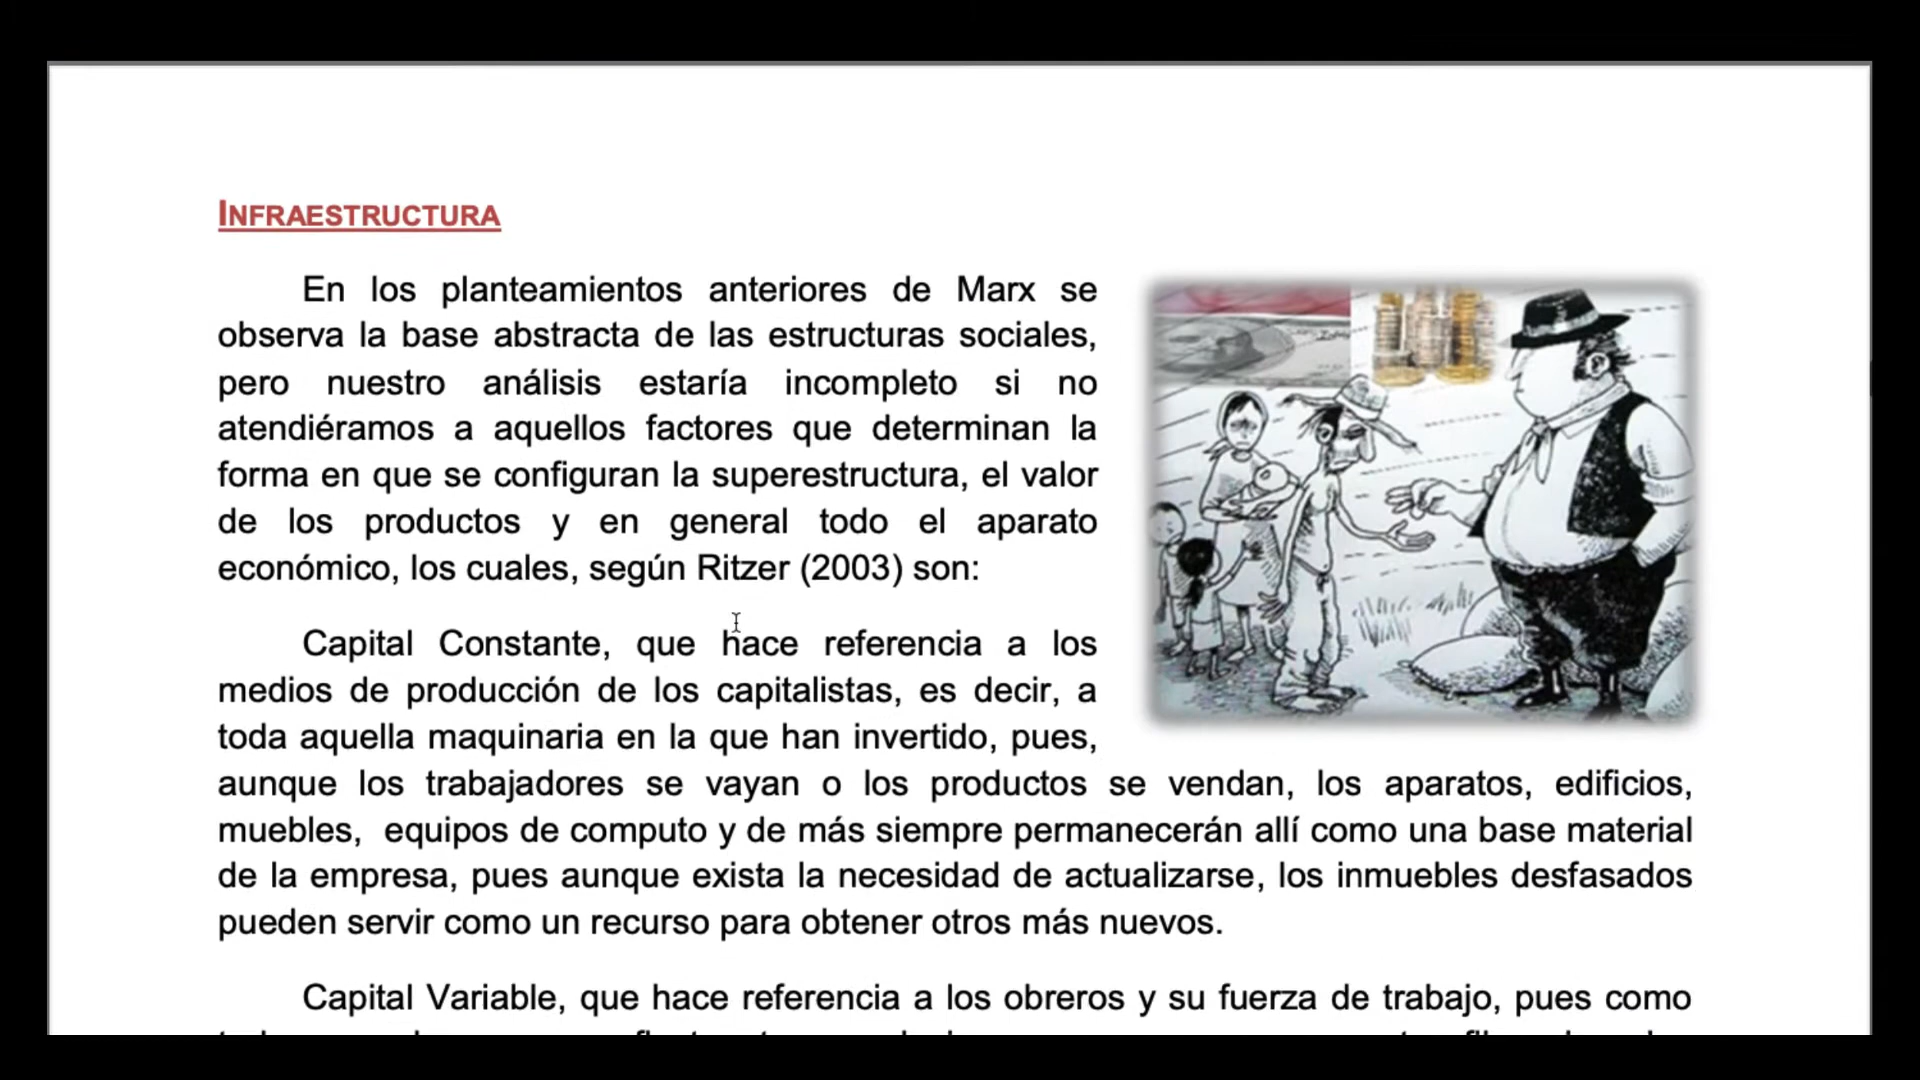 INFRAESTRUCTURA
En los planteamientos anteriores de Marx se
observa la base abstracta de las estructuras sociales,
pero nuestro análisis estaría incompleto si no
atendiéramos a aquellos factores que determinan la
forma en que se configuran la superestructura, el valor
de los productos y en general todo el aparato
económico, los cuales, según Ritzer (2003) son:
Capital Constante, que hace referencia a los
medios de producción de los capitalistas, es decir, a
toda aquella maquinaria en la que han invertido, pues,
aunque los trabajadores se vayan o los productos se vendan, los aparatos, edificios,
muebles, equipos de computo y de más siempre permanecerán allí como una base material
de la empresa, pues aunque exista la necesidad de actualizarse, los inmuebles desfasados
pueden servir como un recurso para obtener otros más nuevos.
Capital Variable, que hace referencia a los obreros y su fuerza de trabajo, pues como